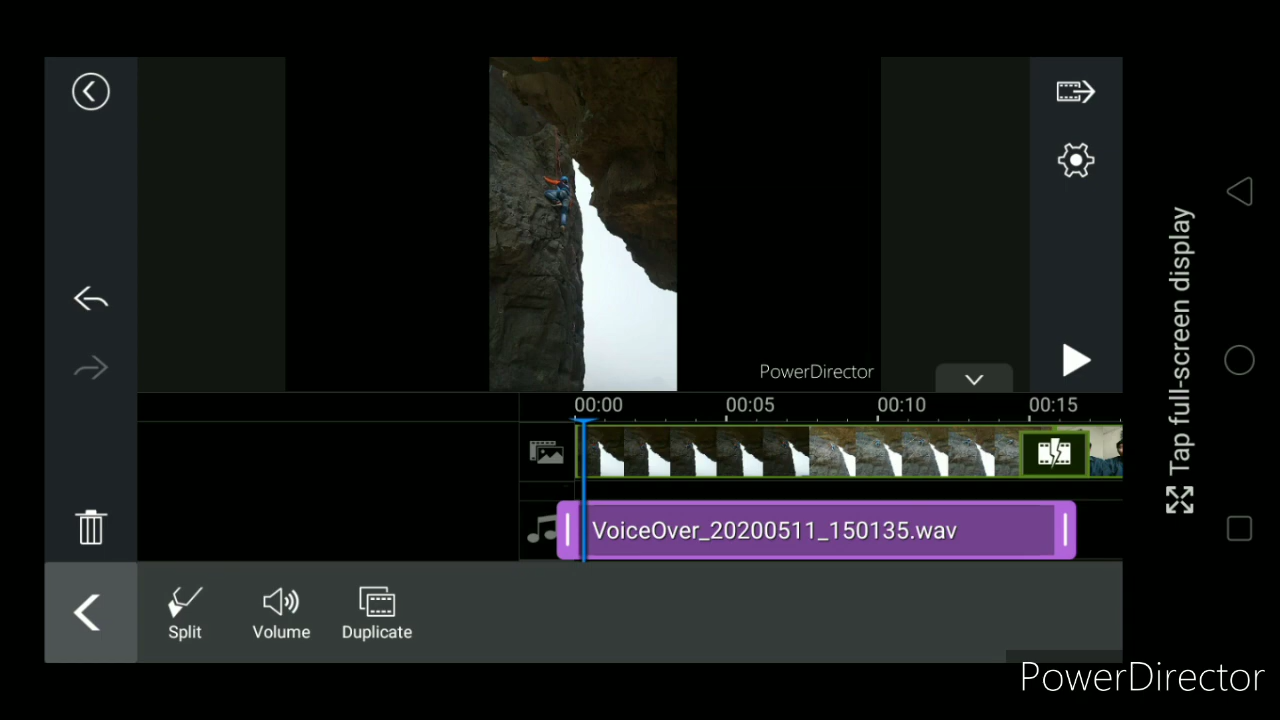 PowerDirector
Tap full-screen display
00:00 00:05 00:10 00:15
VoiceOver_20200511_150135.wav
Split Volume Duplicate
PowerDirector